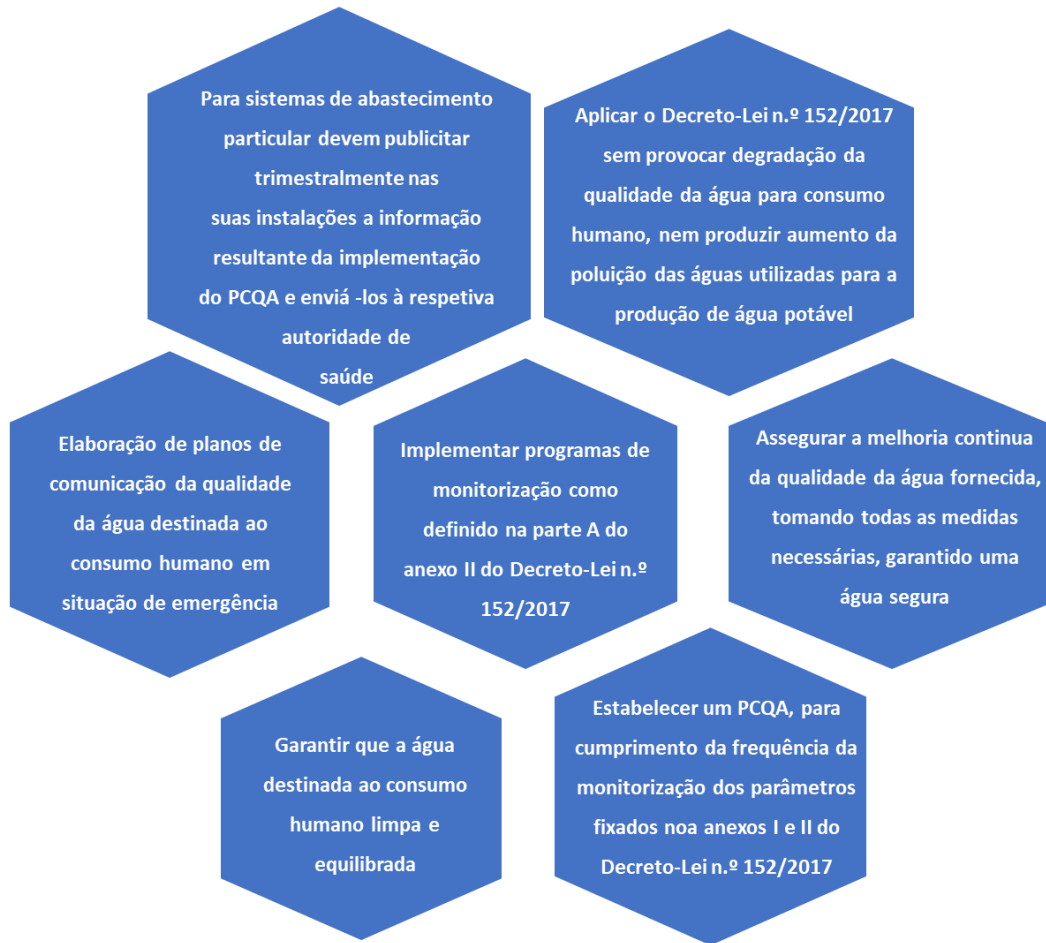 Para sistemas de abastecimento
particular devem publicitar
trimestralmente nas
suas instalações a informação
resultante da implementação
do PCQA e enviá -los à respetiva
autoridade de
saúde
Aplicar o Decreto-Lei n.º 152/2017
sem provocar degradação da
qualidade da água para consumo
humano, nem produzir aumento da
poluição das águas utilizadas para a
produção de água potável
Elaboração de planos de
comunicação da qualidade
da água destinada ao
consumo humano em
situação de emergência
Implementar programas de
monitorização como
definido na parte A do
anexo II do Decreto-Lei n.º
152/2017
Assegurar a melhoria continua
da qualidade da água fornecida,
tomando todas as medidas
necessárias, garantido uma
água segura
Garantir que a água
destinada ao consumo
humano limpa e
equilibrada
Estabelecer um PCQA, para
cumprimento da frequência da
monitorização dos parâmetros
fixados noa anexos I e II do
Decreto-Lei n.º 152/2017